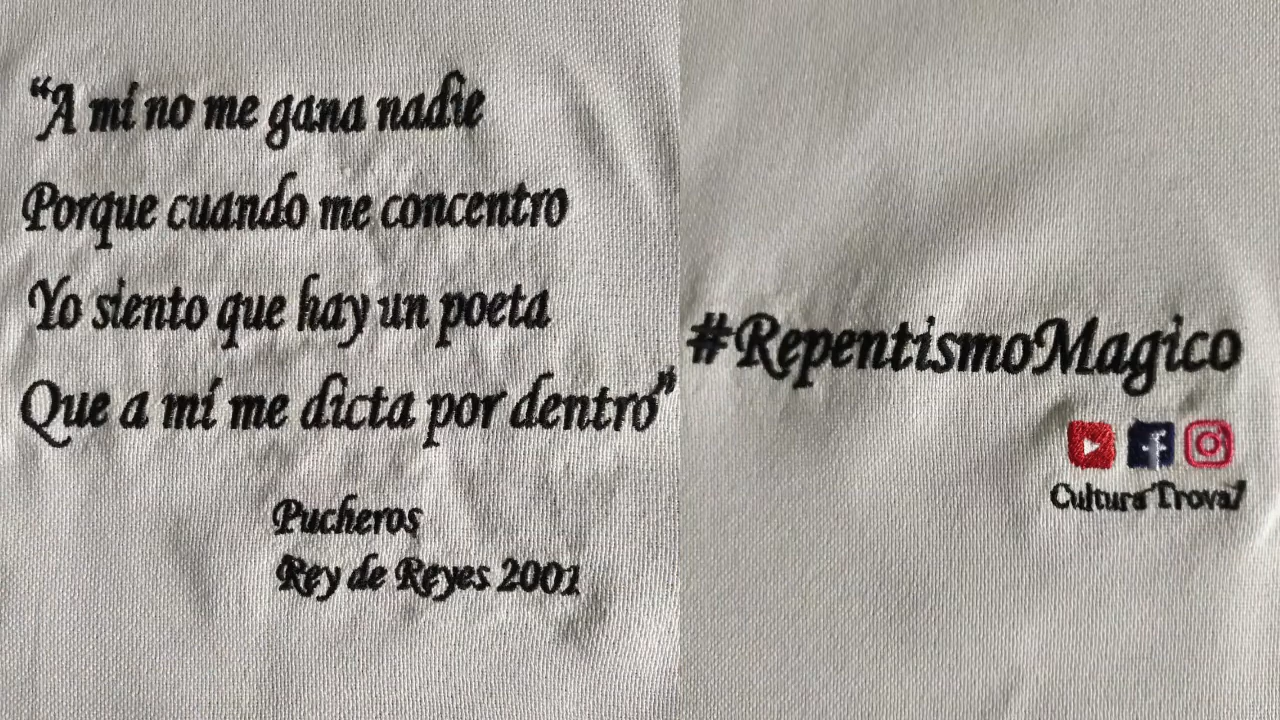 “A mí no me gana nadie
Porque cuando me concentro
Yo siento que hay un poeta
Que a mí me dicta por dentro”
Pucheros
Rey de Reyes 2001
#RepentismoMagico
CulturaTrova7